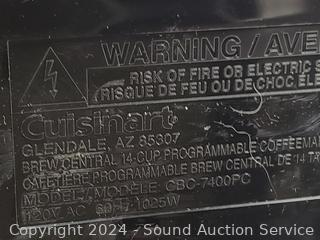 WARNING / AVE
RISK OF FIRE OR ELECTRIC S
RISQUE DE FEU OU DE CHOC ÉLE
Cuisinart
GLENDALE, AZ 85307
BREW CENTRAL 14-CUP PROGRAMMABLE COFFEEMAK
CAFETIÈRE PROGRAMMABLE BREW CENTRAL DE 14 TA
MODEL/MODÈLE: CBC-7400PC
120V AC 60HZ 1025W
Copyright 2024 - Sound Auction Service